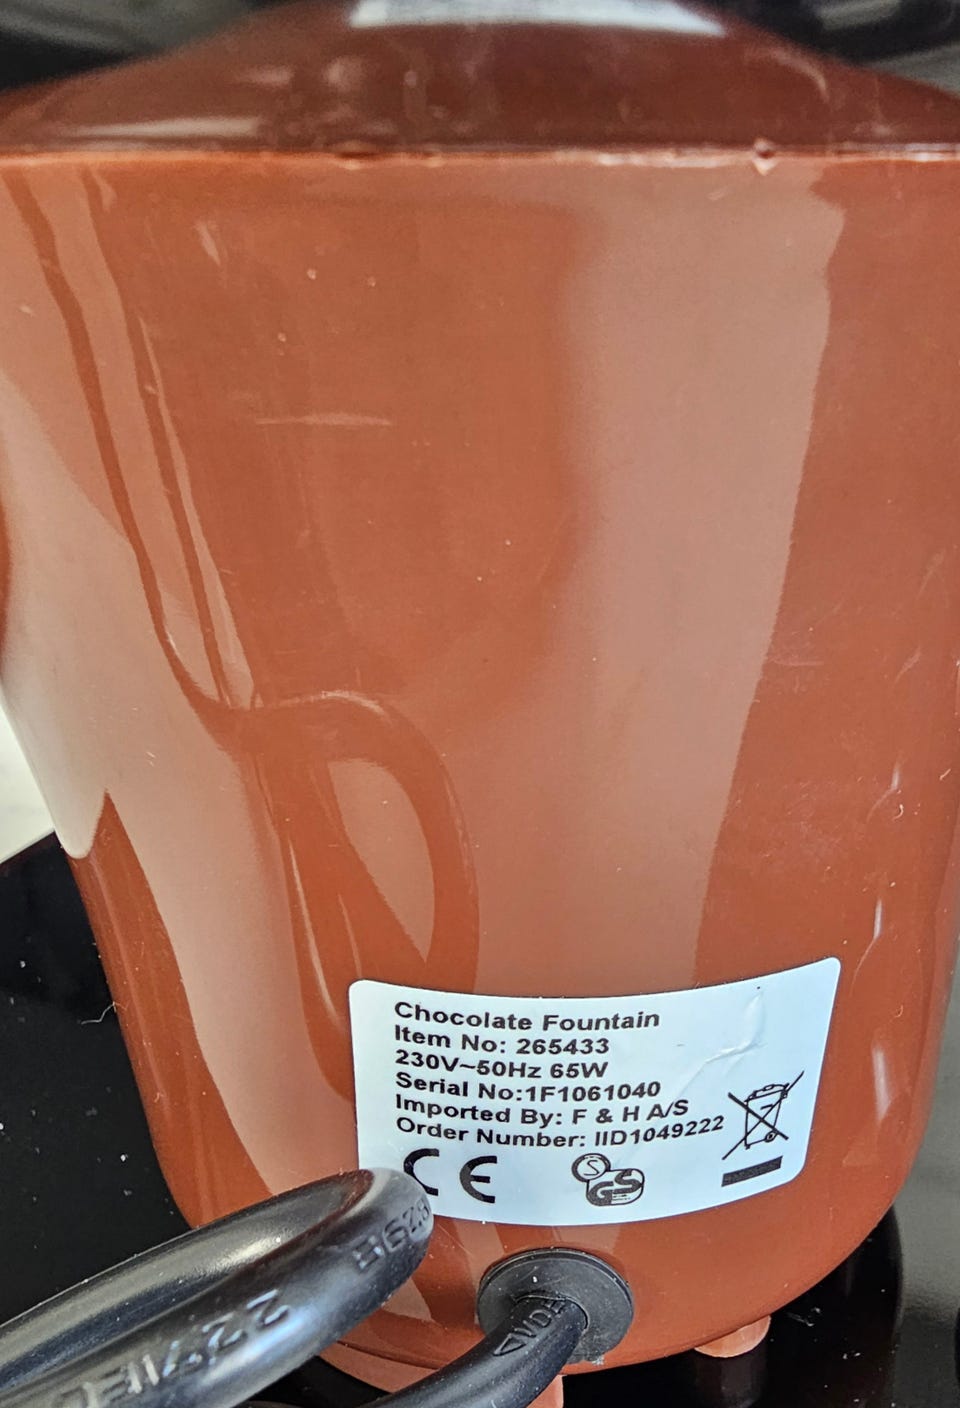 Chocolate Fountain
Item No: 265433
230V~50Hz 65W
Serial No:1F1061040
Imported By: F & H A/S
Order Number: IID1049222
CE
S
GS